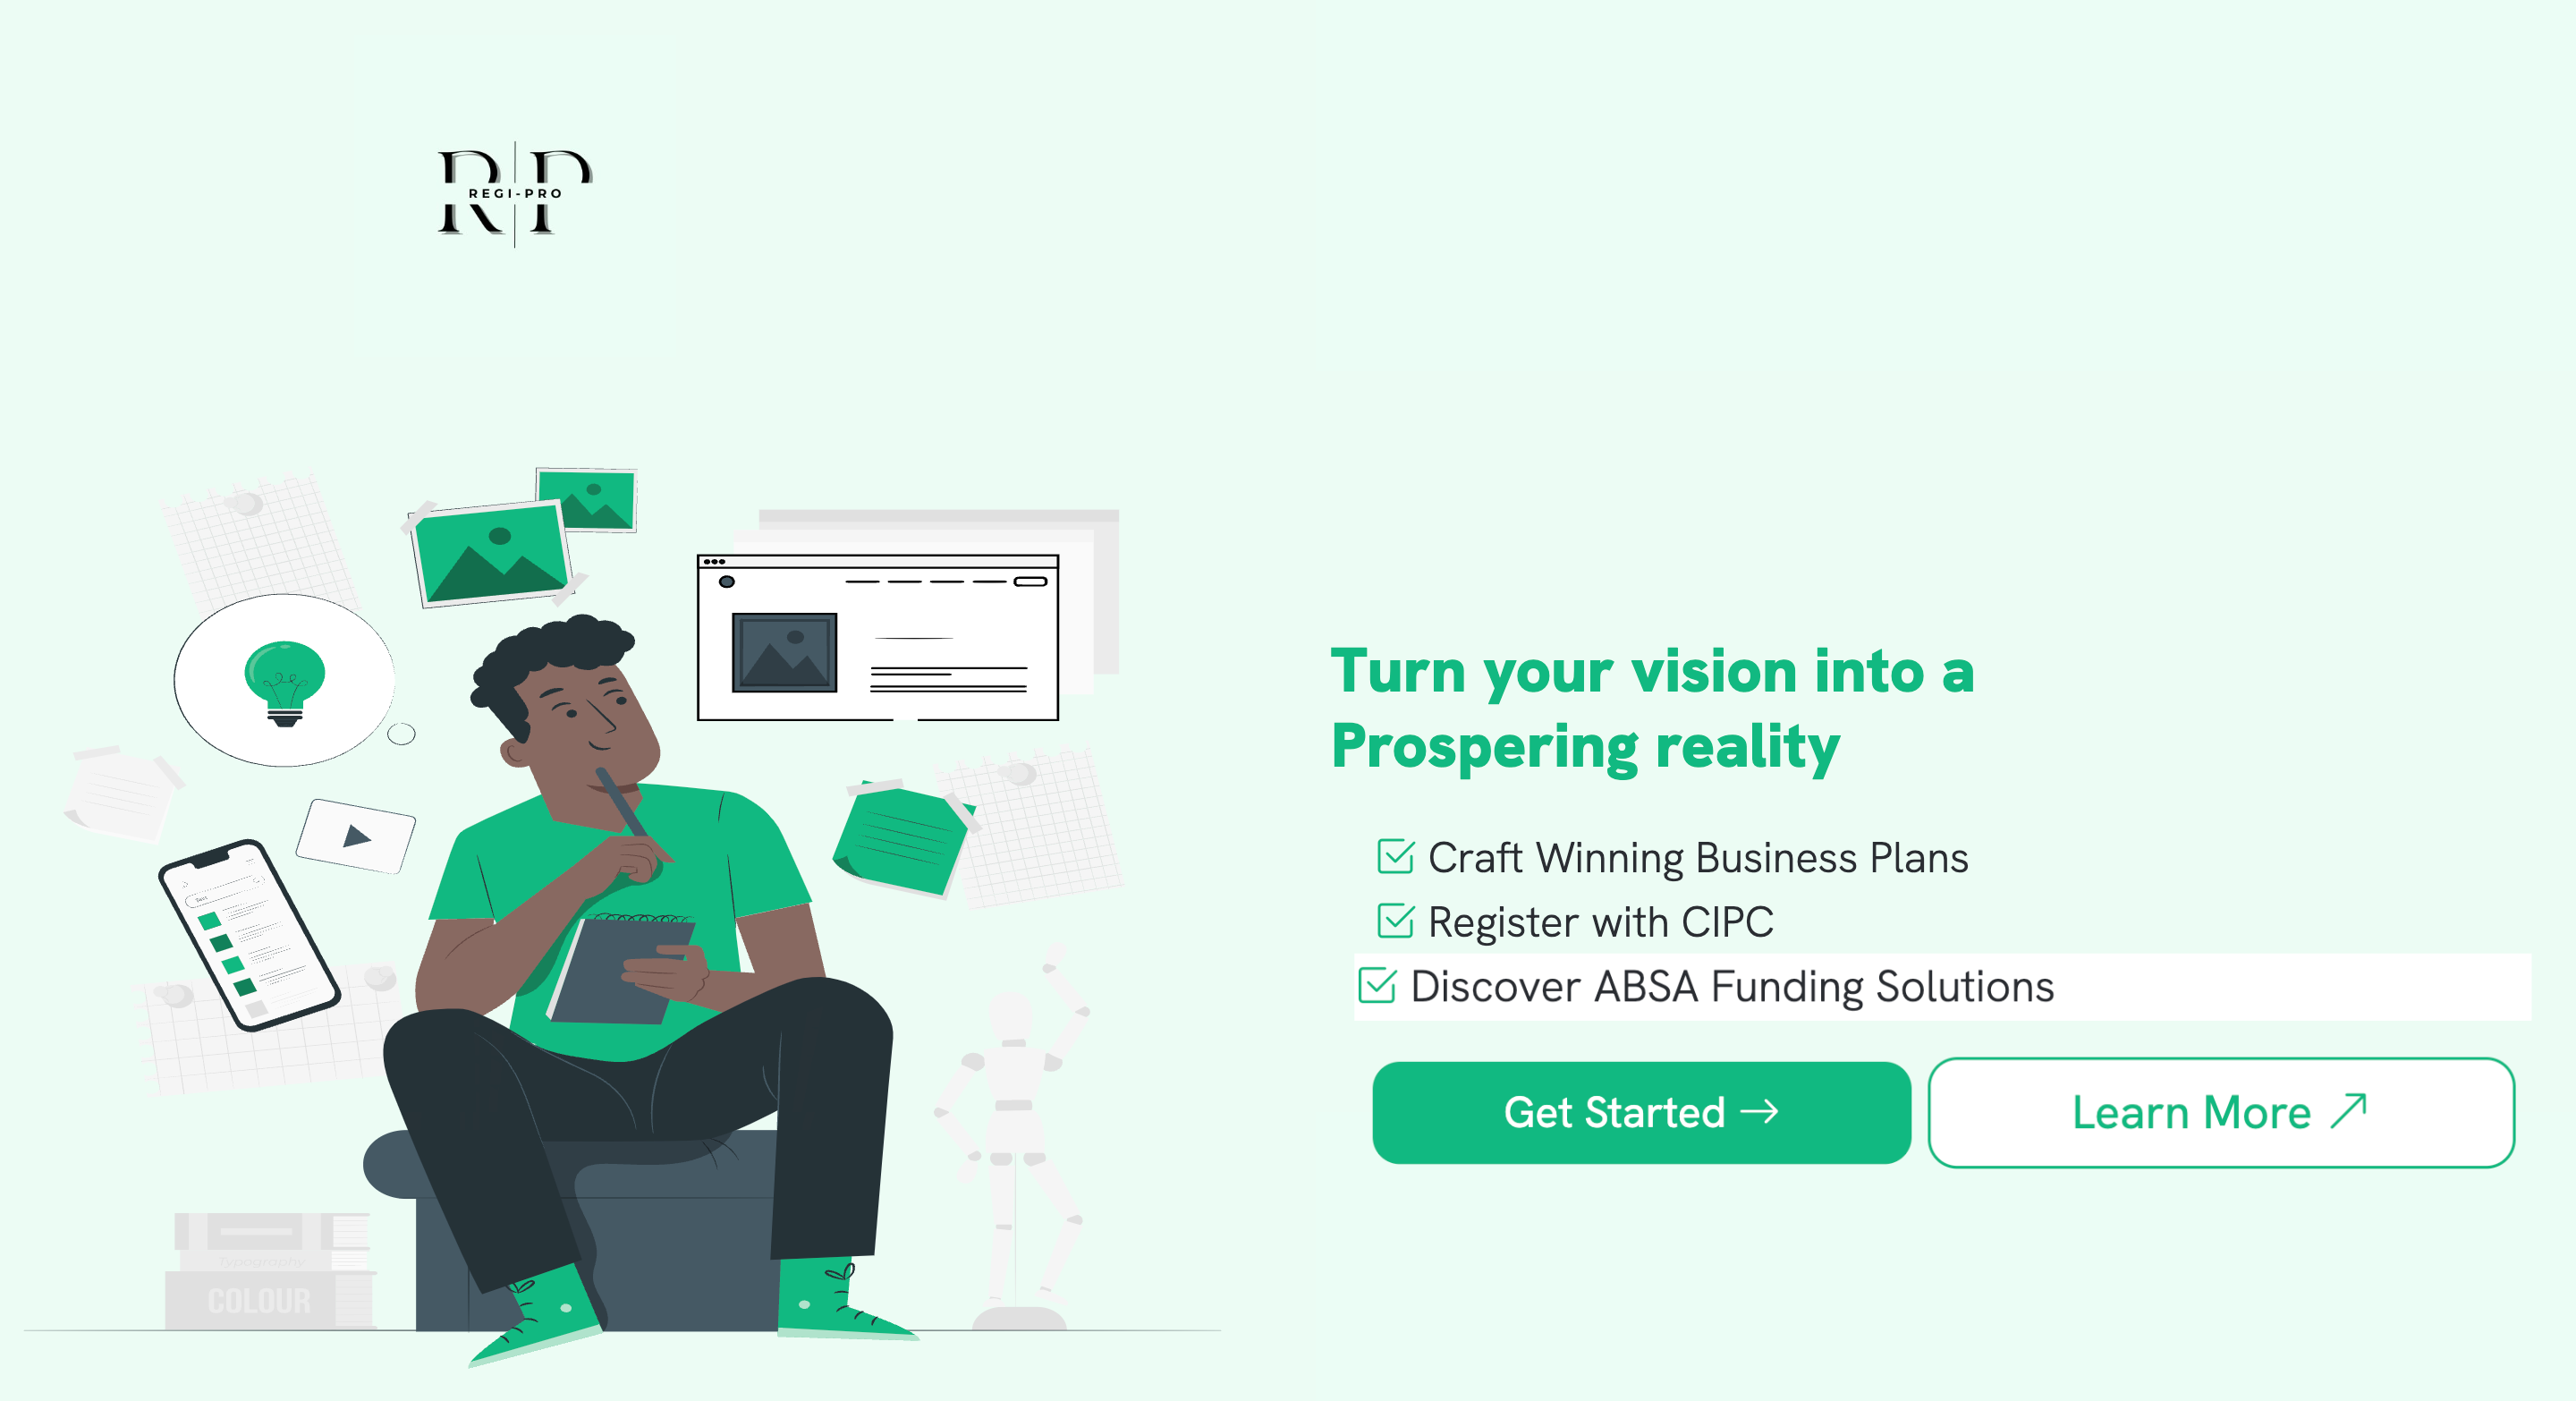 REGI-PRO
Turn your vision into a
Prospering reality
Craft Winning Business Plans
Register with CIPC
Discover ABSA Funding Solutions
Get Started →
Learn More ↗
Typography
COLOUR